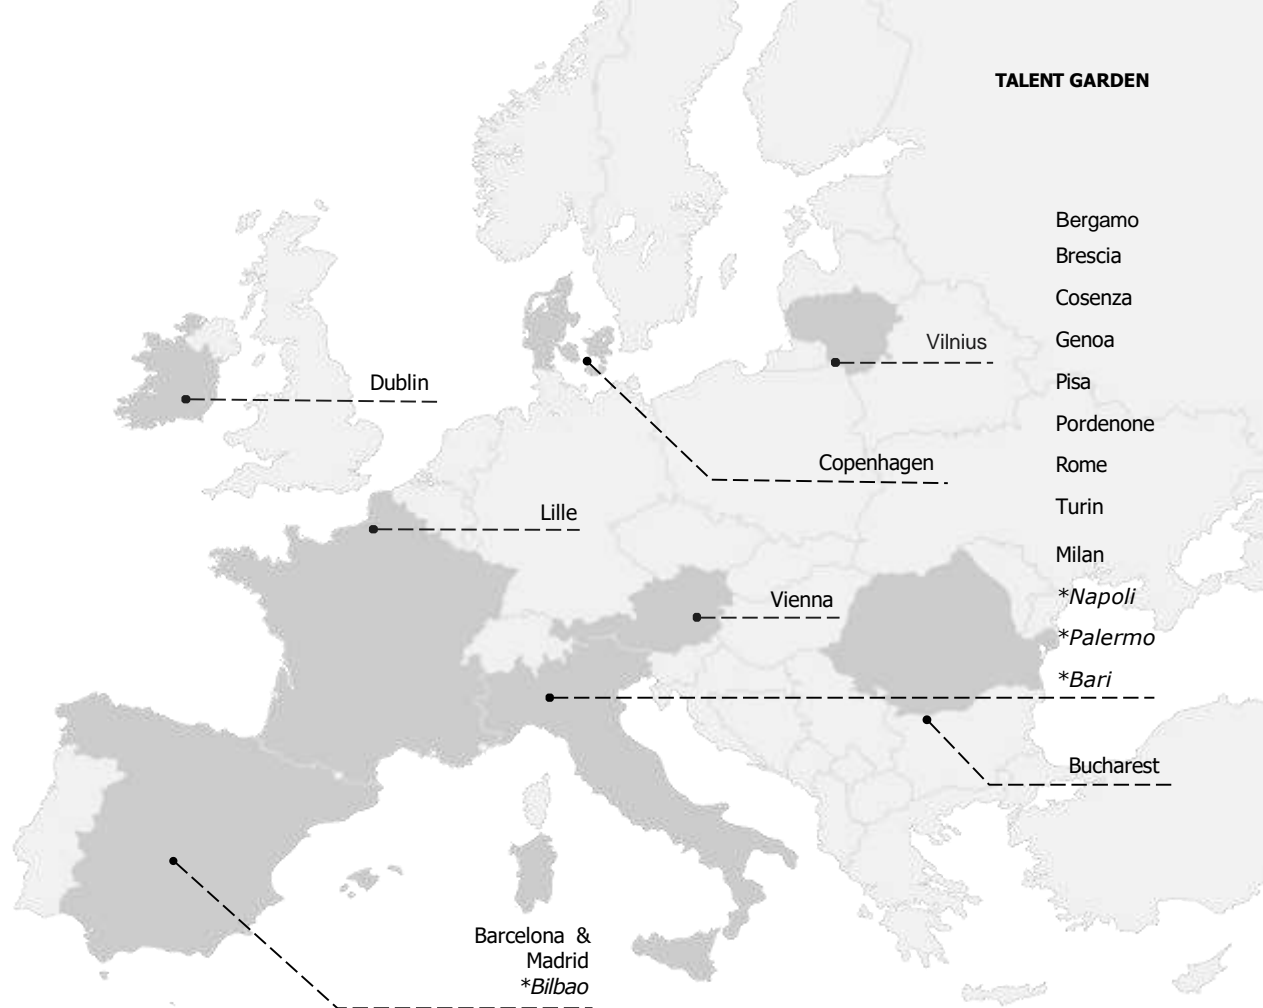 TALENT GARDEN
Bergamo
Brescia
Cosenza
Genoa
Pisa
Pordenone
Rome
Turin
Milan
*Napoli
*Palermo
*Bari
Vilnius
Dublin
Copenhagen
Lille
Vienna
Bucharest
Barcelona &
Madrid
*Bilbao